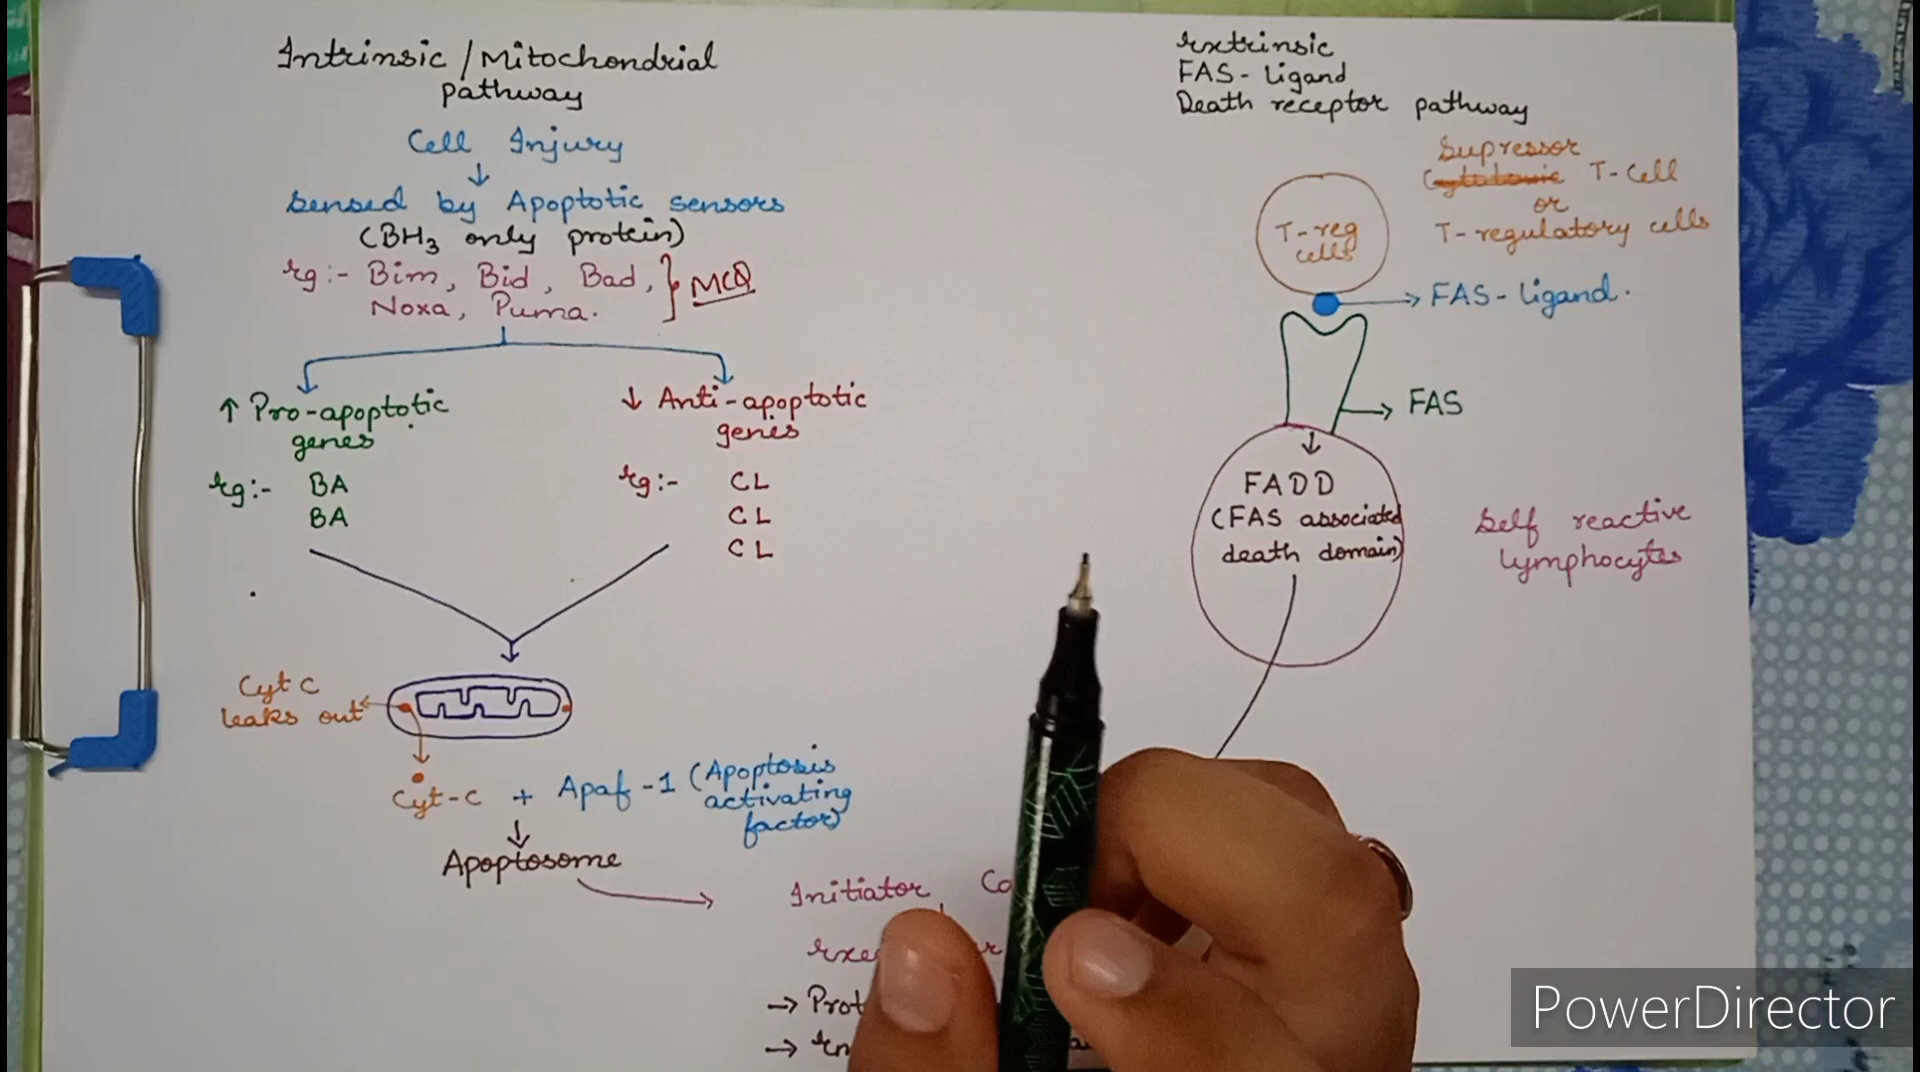 Intrinsic / Mitochondrial
pathway
Cell Injury
↓
Sensed by Apoptotic sensors
(BH3 only protein)
Eg:- Bim, Bid, Bad,
Noxa, Puma. } MCQ
↑ Pro-apoptotic
genes
Eg:- BA
BA
↓ Anti-apoptotic
genes
Eg:- CL
CL
CL
Cyt C
leaks out
Cyt-C + Apaf-1 (Apoptosis
activating
factor)
↓
Apoptosome
Initiator
→
→
Extrinsic
FAS- Ligand
Death receptor pathway
Supressor
T-Cell
or
T-regulatory cells
T-reg
cells
→ FAS-Ligand.
→ FAS
↓
FADD
(FAS associated
death domain)
Self reactive
lymphocytes
PowerDirector